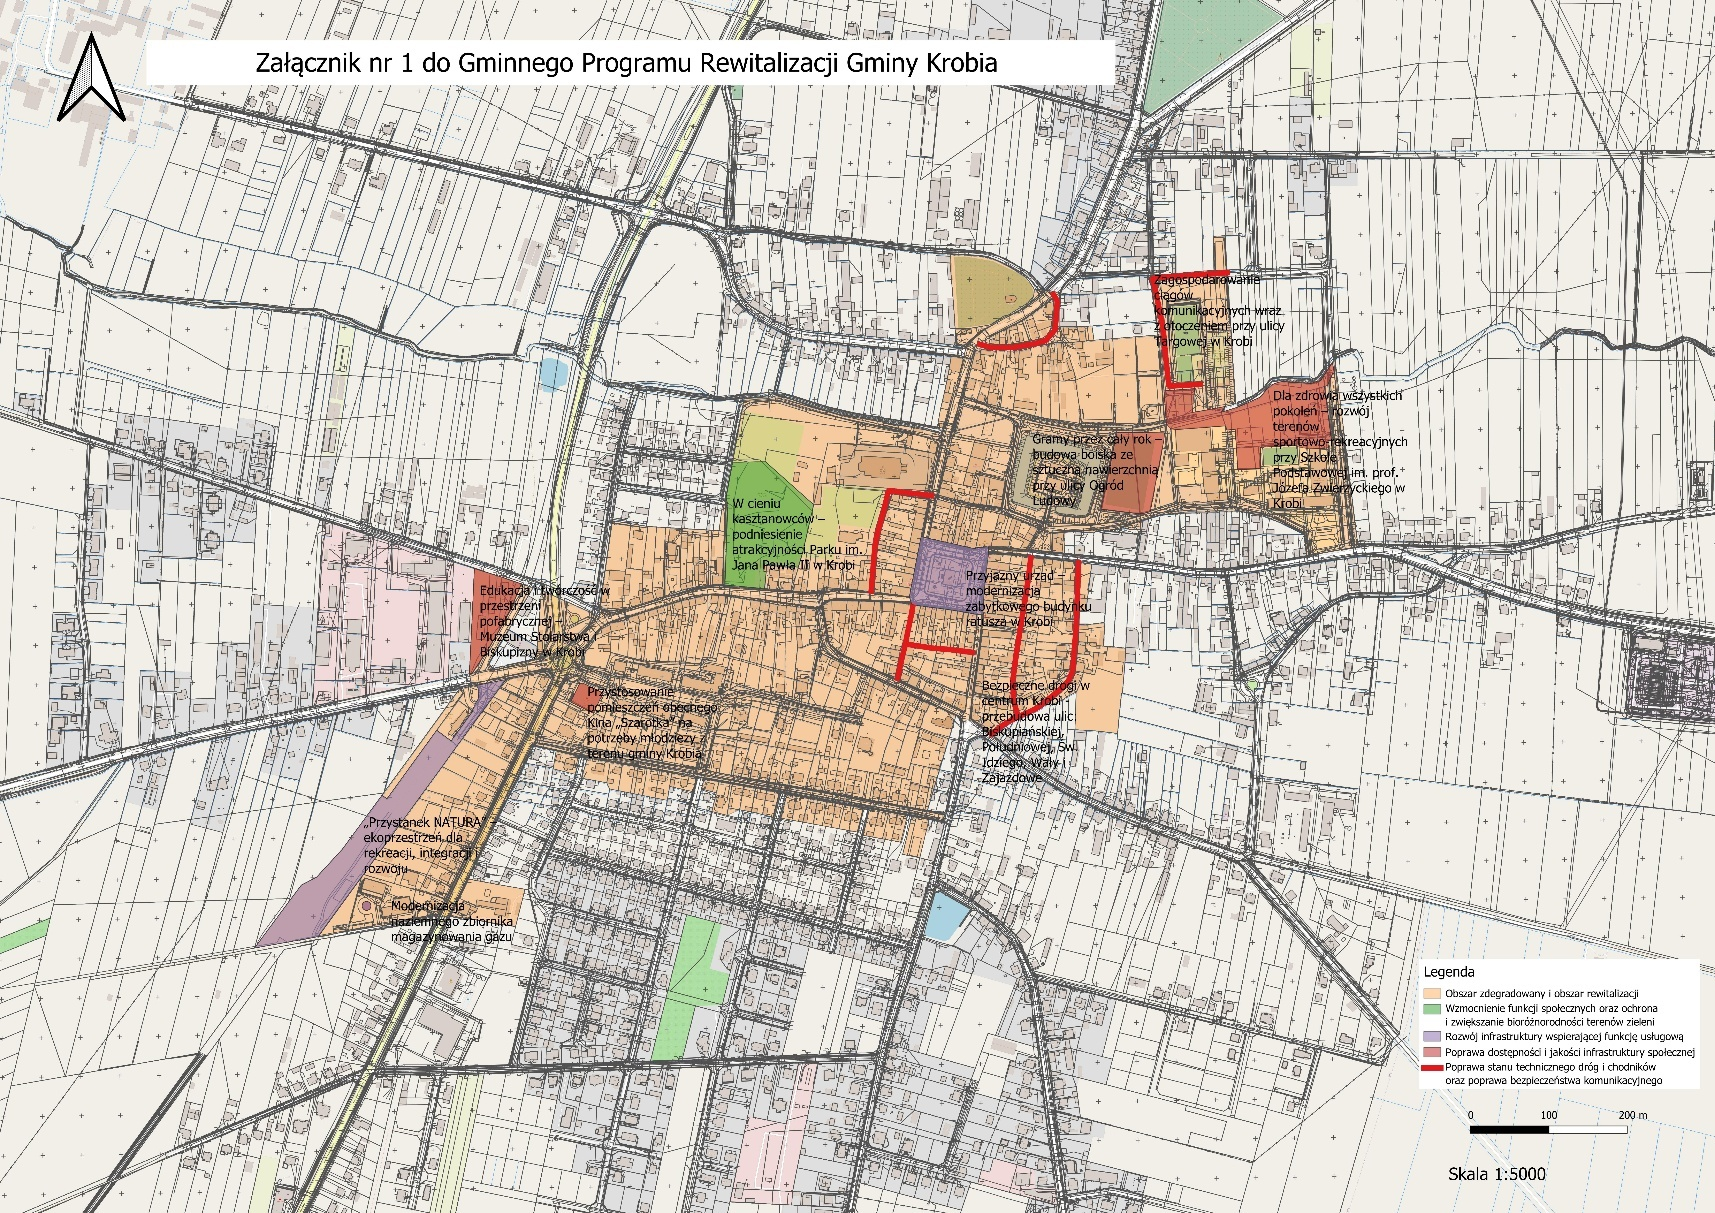 Załącznik nr 1 do Gminnego Programu Rewitalizacji Gminy Krobia
Zagospodarowanie
ciągów
komunikacyjnych wraz
z otoczeniem przy ulicy
Targowej w Krobi
Dla zdrowia wszystkich
pokoleń – rozwój
terenów
sportowo-rekreacyjnych
przy Szkole
Podstawowej im. prof.
Józefa Zwierzyckiego w
Krobi
Gramy przez cały rok –
budowa boiska ze
sztuczną nawierzchnią
przy ulicy Ogród
Ludowy
W cieniu
kasztanowców –
podniesienie
atrakcyjności Parku im.
Jana Pawła II w Krobi
Przyjazny urząd –
modernizacja
zabytkowego budynku
ratusza w Krobi
Edukacja i twórczość w
przestrzeni
pofabrycznej –
Muzeum Stolarstwa i
Biskupizny w Krobi
Przystosowanie
pomieszczeń obecnego
Kina „Szarotka” na
potrzeby młodzieży z
terenu gminy Krobia
Bezpieczne drogi w
centrum Krobi -
przebudowa ulic:
Biskupiańskiej,
Południowej, Św.
Idziego, Wały i
Zajazdowe
„Przystanek NATURA” –
ekoprzestrzeń dla
rekreacji, integracji i
rozwoju
Modernizacja
naziemnego zbiornika
magazynowania gazu
Legenda
Obszar zdegradowany i obszar rewitalizacji
Wzmocnienie funkcji społecznych oraz ochrona
i zwiększanie bioróżnorodności terenów zieleni
Rozwój infrastruktury wspierającej funkcję usługową
Poprawa dostępności i jakości infrastruktury społecznej
Poprawa stanu technicznego dróg i chodników
oraz poprawa bezpieczeństwa komunikacyjnego
0 100 200 m
Skala 1:5000